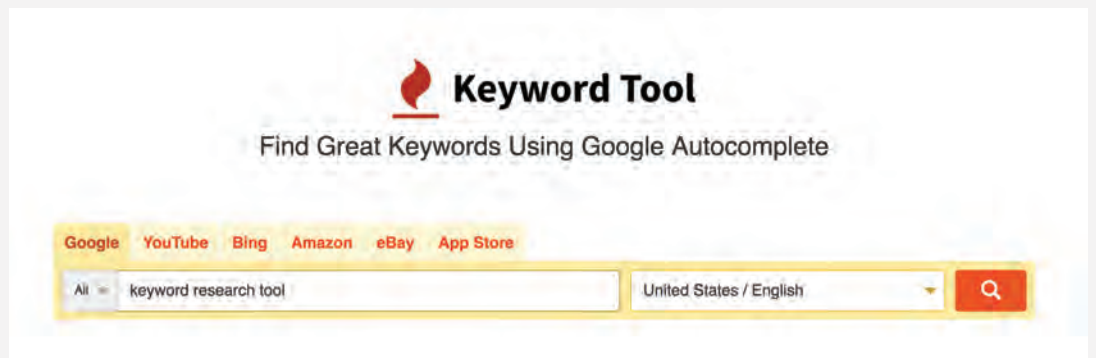 Keyword Tool
Find Great Keywords Using Google Autocomplete
Google YouTube Bing Amazon eBay App Store
All keyword research tool United States / English